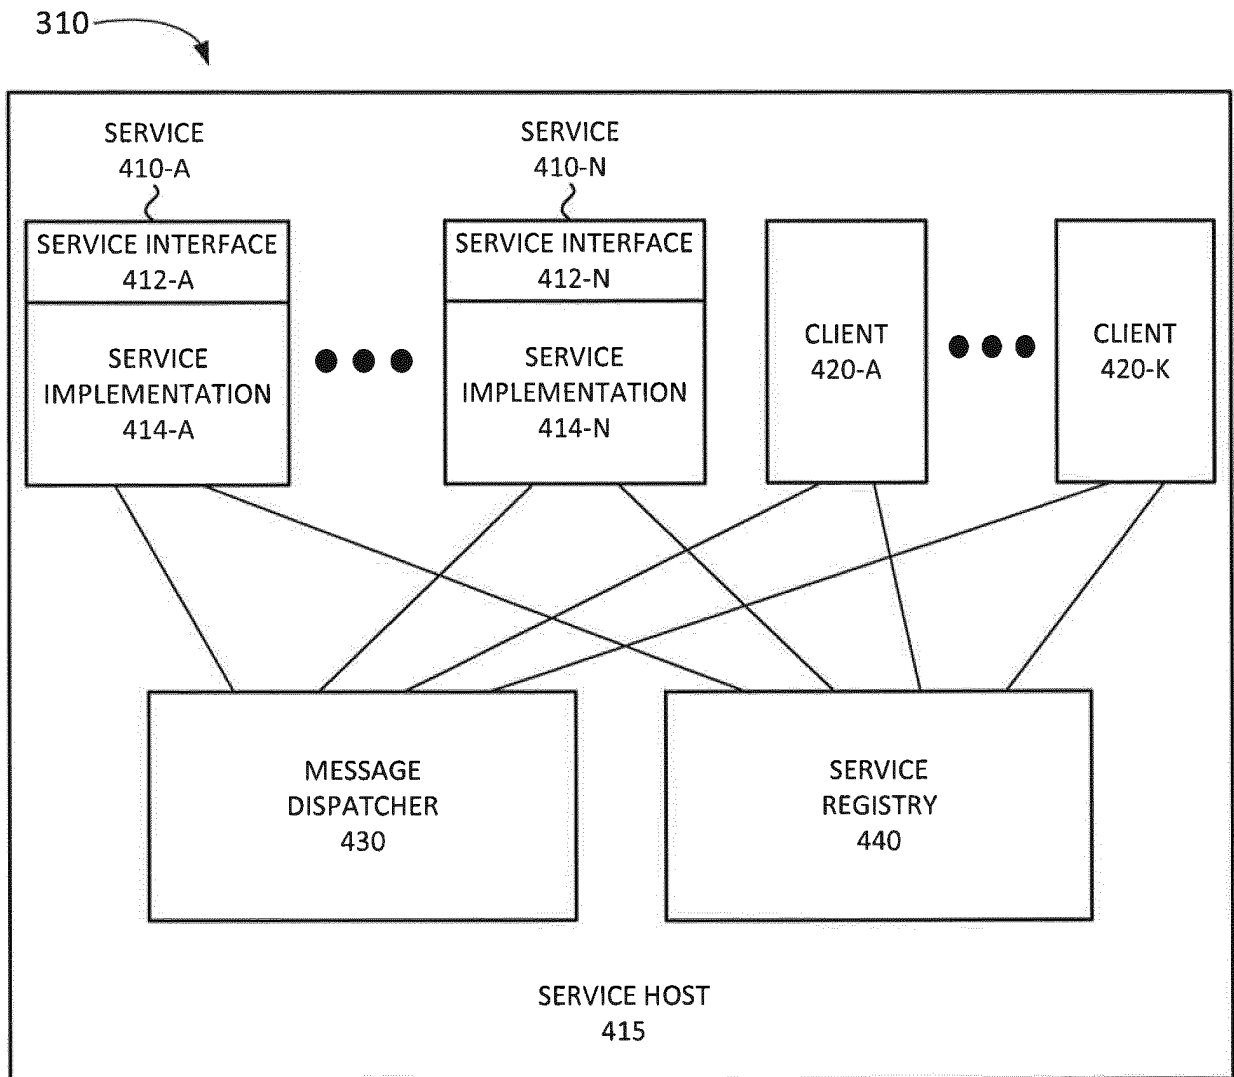 310
SERVICE
410-A
SERVICE
410-N
SERVICE INTERFACE
412-A
SERVICE INTERFACE
412-N
SERVICE
IMPLEMENTATION
414-A
SERVICE
IMPLEMENTATION
414-N
CLIENT
420-A
CLIENT
420-K
MESSAGE
DISPATCHER
430
SERVICE
REGISTRY
440
SERVICE HOST
415